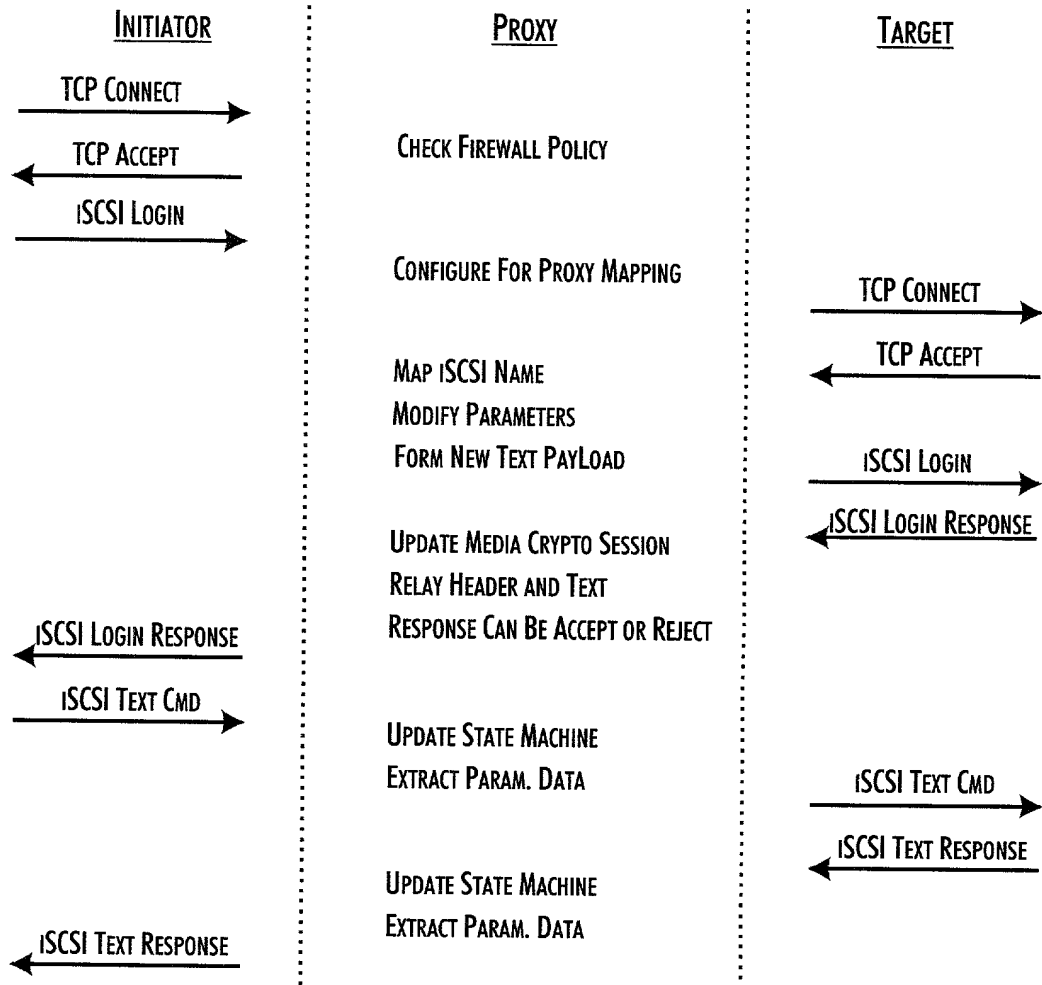 INITIATOR
PROXY
TARGET
TCP CONNECT
CHECK FIREWALL POLICY
TCP ACCEPT
iSCSI LOGIN
CONFIGURE FOR PROXY MAPPING
TCP CONNECT
TCP ACCEPT
MAP iSCSI NAME
MODIFY PARAMETERS
FORM NEW TEXT PAYLOAD
iSCSI LOGIN
iSCSI LOGIN RESPONSE
UPDATE MEDIA CRYPTO SESSION
RELAY HEADER AND TEXT
RESPONSE CAN BE ACCEPT OR REJECT
iSCSI LOGIN RESPONSE
iSCSI TEXT CMD
UPDATE STATE MACHINE
EXTRACT PARAM. DATA
iSCSI TEXT CMD
iSCSI TEXT RESPONSE
UPDATE STATE MACHINE
EXTRACT PARAM. DATA
iSCSI TEXT RESPONSE